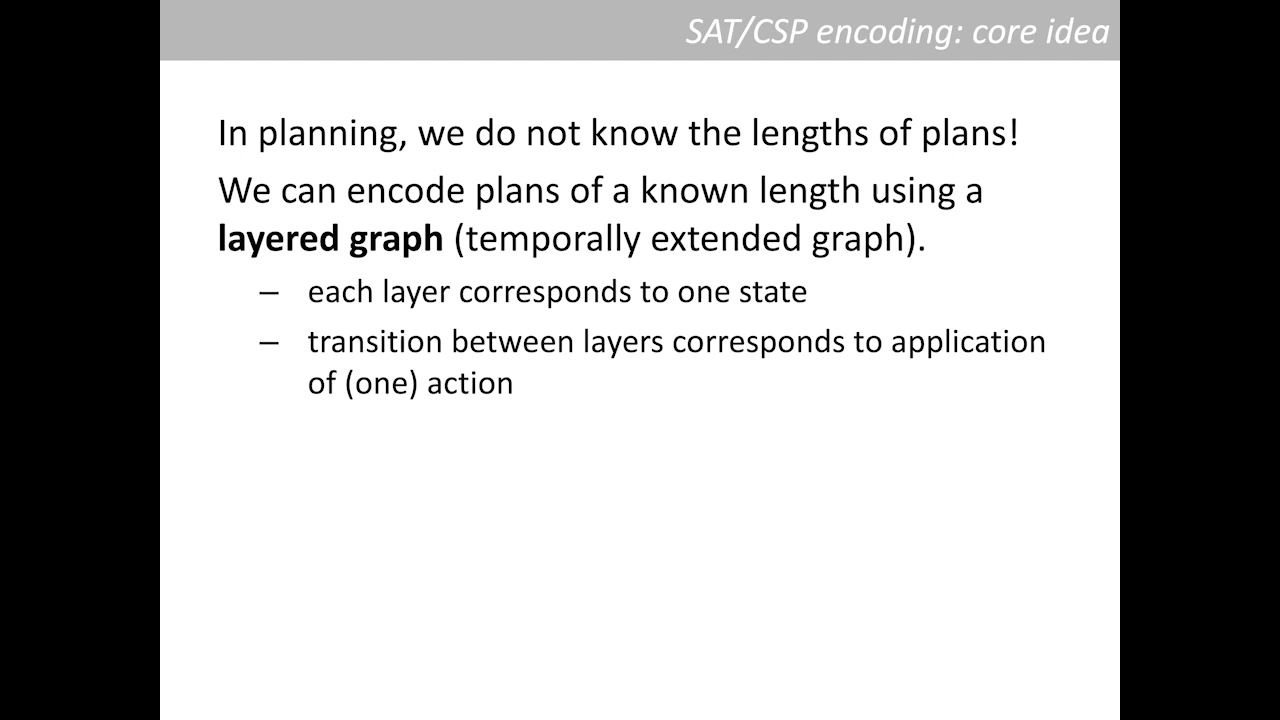 SAT/CSP encoding: core idea
In planning, we do not know the lengths of plans!
We can encode plans of a known length using a
layered graph (temporally extended graph).
– each layer corresponds to one state
– transition between layers corresponds to application
of (one) action